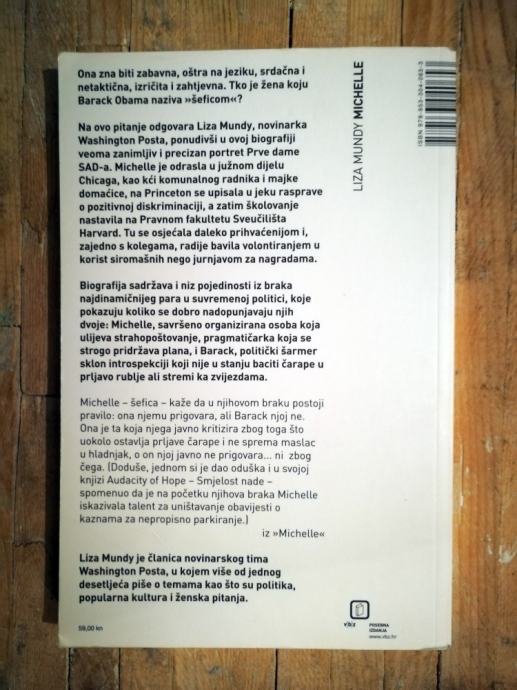 Ona zna biti zabavna, oštra na jeziku, srdačna i
netaktična, izričita i zahtjevna. Tko je žena koju
Barack Obama naziva »šeficom«?
Na ovo pitanje odgovara Liza Mundy, novinarka
Washington Posta, ponudivši u ovoj biografiji
veoma zanimljiv i precizan portret Prve dame
SAD-a. Michelle je odrasla u južnom dijelu
Chicaga, kao kći komunalnog radnika i majke
domaćice, na Princeton se upisala u jeku rasprave
o pozitivnoj diskriminaciji, a zatim školovanje
nastavila na Pravnom fakultetu Sveučilišta
Harvard. Tu se osjećala daleko prihvaćenijom i,
zajedno s kolegama, radije bavila volontiranjem u
korist siromašnih nego jurnjavom za nagradama.
Biografija sadržava i niz pojedinosti iz braka
najdinamičnijeg para u suvremenoj politici, koje
pokazuju koliko se dobro nadopunjavaju njih
dvoje: Michelle, savršeno organizirana osoba koja
ulijeva strahopoštovanje, pragmatičarka koja se
strogo pridržava plana, i Barack, politički šarmer
sklon introspekciji koji nije u stanju baciti čarape u
prljavo rublje ali stremi ka zvijezdama.
Michelle – šefica – kaže da u njihovom braku postoji
pravilo: ona njemu prigovara, ali Barack njoj ne.
Ona je ta koja njega javno kritizira zbog toga što
uokolo ostavlja prljave čarape i ne sprema maslac
u hladnjak, o on njoj javno ne prigovara... ni zbog
čega. (Doduše, jednom si je dao oduška i u svojoj
knjizi Audacity of Hope – Smjelost nade –
spomenuo da je na početku njihova braka Michelle
iskazivala talent za uništavanje obavijesti o
kaznama za nepropisno parkiranje.)
iz »Michelle«
Liza Mundy je članica novinarskog tima
Washington Posta, u kojem više od jednog
desetljeća piše o temama kao što su politika,
popularna kultura i ženska pitanja.
59,00 kn
LIZA MUNDY MICHELLE
v|b|z
POSEBNA
IZDANJA
www.vbz.hr